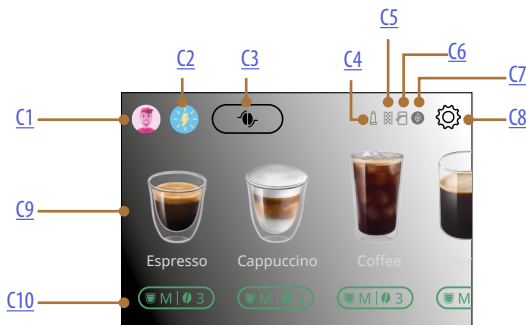 C5
C6
C2 C3 C4 C7
C1 C8
C9
Espresso Cappuccino Coffee
C10
M 3 M 3 M 3 M